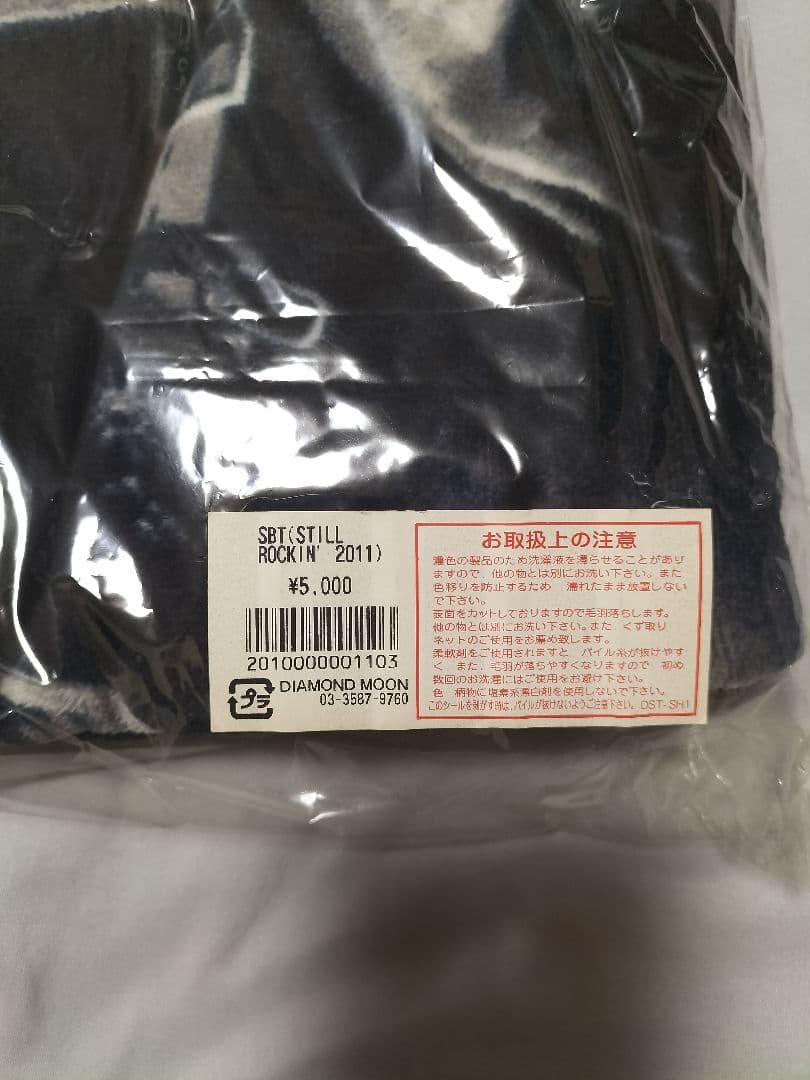 SBT(STILL
ROCKIN' 2011)
¥5,000
2010000001103
プラ
DIAMOND MOON
03-3587-9760
お取扱上の注意
濃色の製品のため洗濯液を濁らせることがあり
ますので、他の物とは別にお洗い下さい。また
色移りを防止するため 濡れたまま放置しない
で下さい。
表面をカットしておりますので毛羽落ちします。
他の物とは別にお洗い下さい。また くず取り
ネットのご使用をお薦め致します。
柔軟剤をご使用されますと パイル糸が抜けやす
く また、毛羽が落ちやすくなりますので 初め
数回のお洗濯にはご使用をお避け下さい。
色 柄物に塩素系漂白剤を使用しないで下さい。
このシールを剥がす時は、パイルが抜けないようご注意下さい。DST-SH1